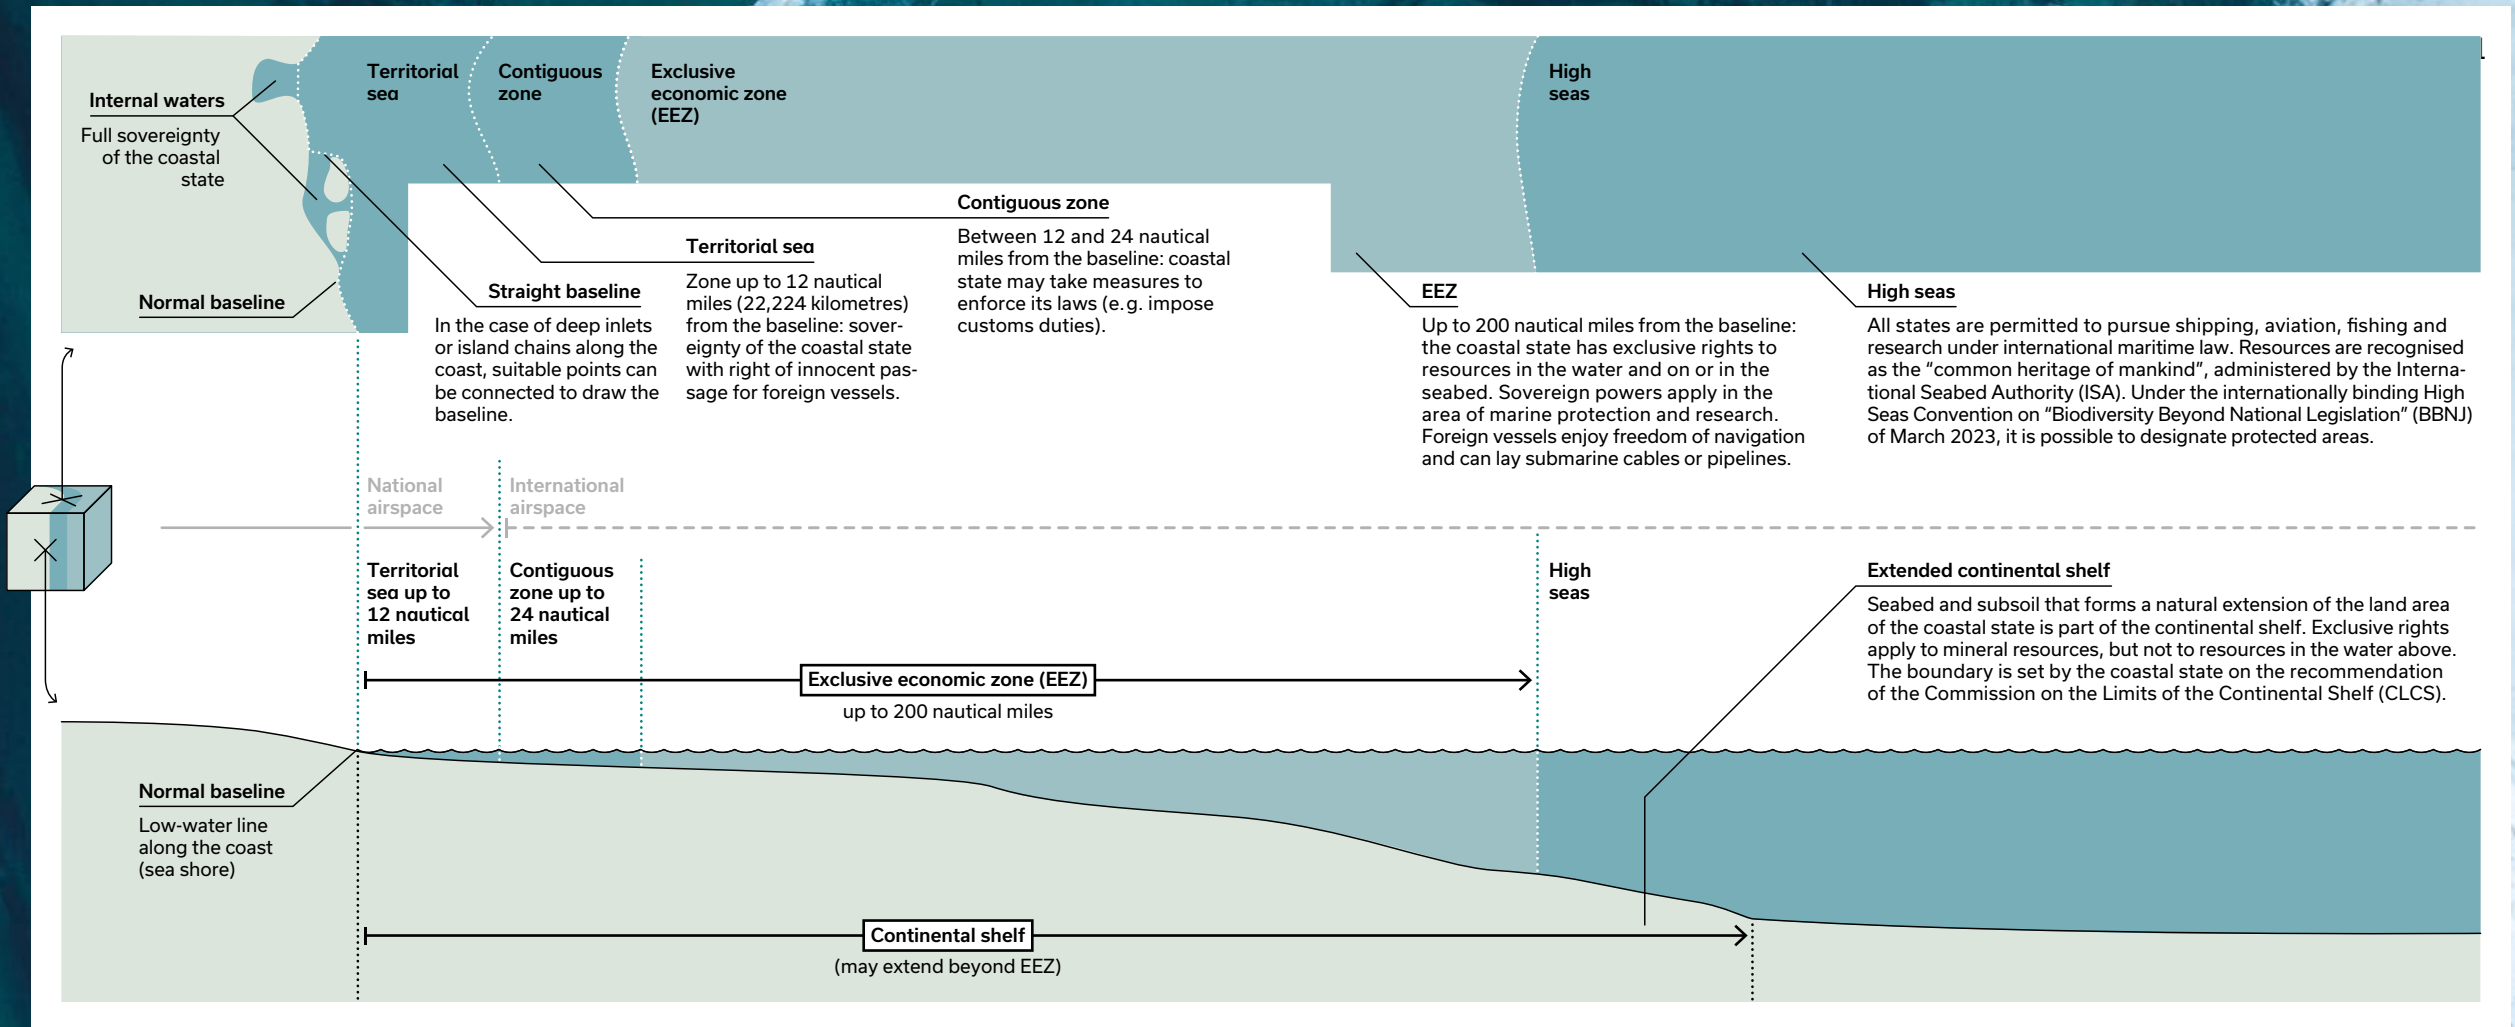 Internal waters
Full sovereignty
of the coastal
state
Normal baseline
Territorial
sea
Contiguous
zone
Exclusive
economic zone
(EEZ)
High
seas
Straight baseline
In the case of deep inlets
or island chains along the
coast, suitable points can
be connected to draw the
baseline.
Territorial sea
Zone up to 12 nautical
miles (22,224 kilometres)
from the baseline: sover-
eignty of the coastal state
with right of innocent pas-
sage for foreign vessels.
Contiguous zone
Between 12 and 24 nautical
miles from the baseline: coastal
state may take measures to
enforce its laws (e.g. impose
customs duties).
EEZ
Up to 200 nautical miles from the baseline:
the coastal state has exclusive rights to
resources in the water and on or in the
seabed. Sovereign powers apply in the
area of marine protection and research.
Foreign vessels enjoy freedom of navigation
and can lay submarine cables or pipelines.
High seas
All states are permitted to pursue shipping, aviation, fishing and
research under international maritime law. Resources are recognised
as the “common heritage of mankind”, administered by the Interna-
tional Seabed Authority (ISA). Under the internationally binding High
Seas Convention on “Biodiversity Beyond National Legislation” (BBNJ)
of March 2023, it is possible to designate protected areas.
National
airspace
International
airspace
Territorial
sea up to
12 nautical
miles
Contiguous
zone up to
24 nautical
miles
High
seas
Exclusive economic zone (EEZ)
up to 200 nautical miles
Extended continental shelf
Seabed and subsoil that forms a natural extension of the land area
of the coastal state is part of the continental shelf. Exclusive rights
apply to mineral resources, but not to resources in the water above.
The boundary is set by the coastal state on the recommendation
of the Commission on the Limits of the Continental Shelf (CLCS).
Normal baseline
Low-water line
along the coast
(sea shore)
Continental shelf
(may extend beyond EEZ)